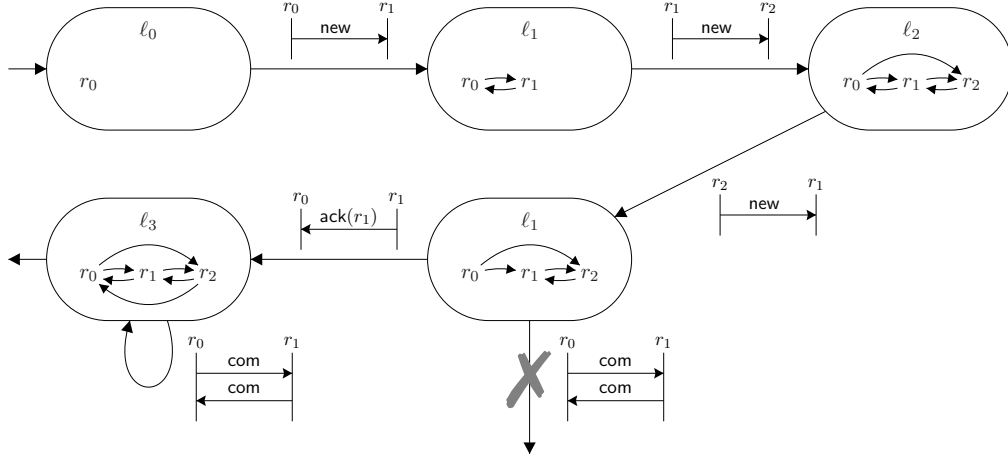 r₀ r₁ r₁ r₂
new new
ℓ₀ ℓ₁ ℓ₂
r₀ r₀ r₁ r₀ r₁ r₂
r₂ r₁
new
r₀ r₁
ack(r₁)
ℓ₃ ℓ₁
r₀ r₁ r₂ r₀ r₁ r₂
r₀ r₁ r₀ r₁
com com
com com